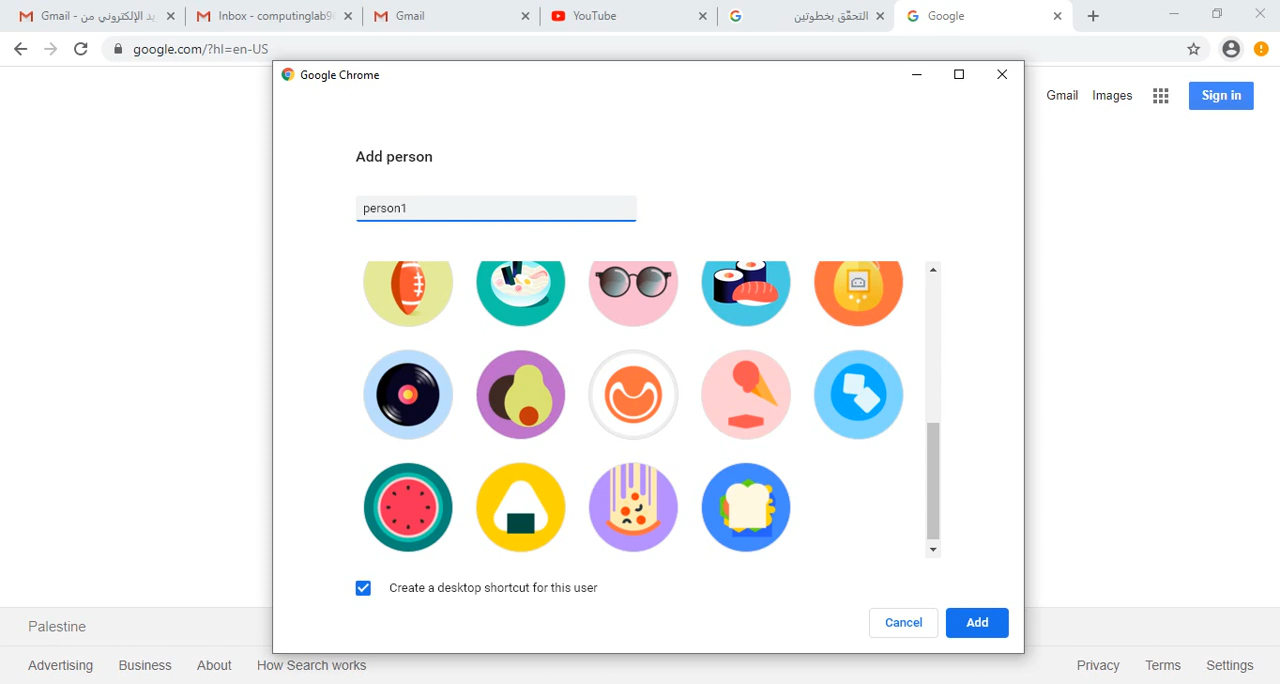 Gmail - يد الإلكتروني من
Inbox - computinglab9
Gmail
YouTube
التحقّق بخطوتين
Google
google.com/?hl=en-US
Google Chrome
Gmail
Images
Sign in
Add person
person1
Create a desktop shortcut for this user
Cancel
Add
Palestine
Advertising
Business
About
How Search works
Privacy
Terms
Settings